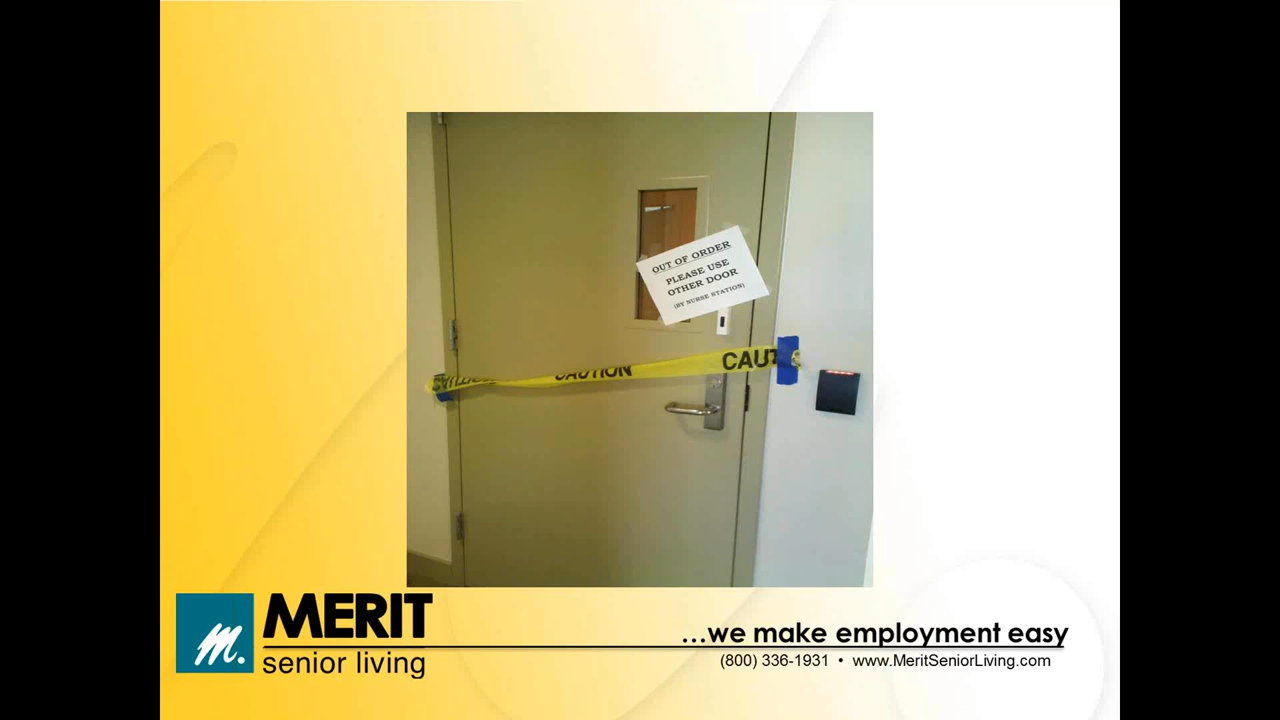 OUT OF ORDER
PLEASE USE
OTHER DOOR
(BY NURSE STATION)
CAUTION
CAUT
m.
MERIT
senior living
...we make employment easy
(800) 336-1931 • www.MeritSeniorLiving.com